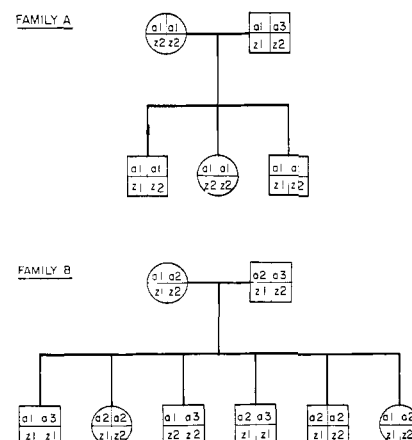 FAMILY A
a1 a1 a1 a3
z2 z2 z1 z2
a1 a1 a1 a1 a1 a1
z1 z2 z2 z2 z1 z2
FAMILY B
a1 a2 a2 a3
z1 z2 z1 z2
a1 a3 a2 a2 a1 a3 a2 a3 a2 a2 a1 a2
z1 z1 z1 z2 z2 z2 z1 z1 z1 z2 z1 z2